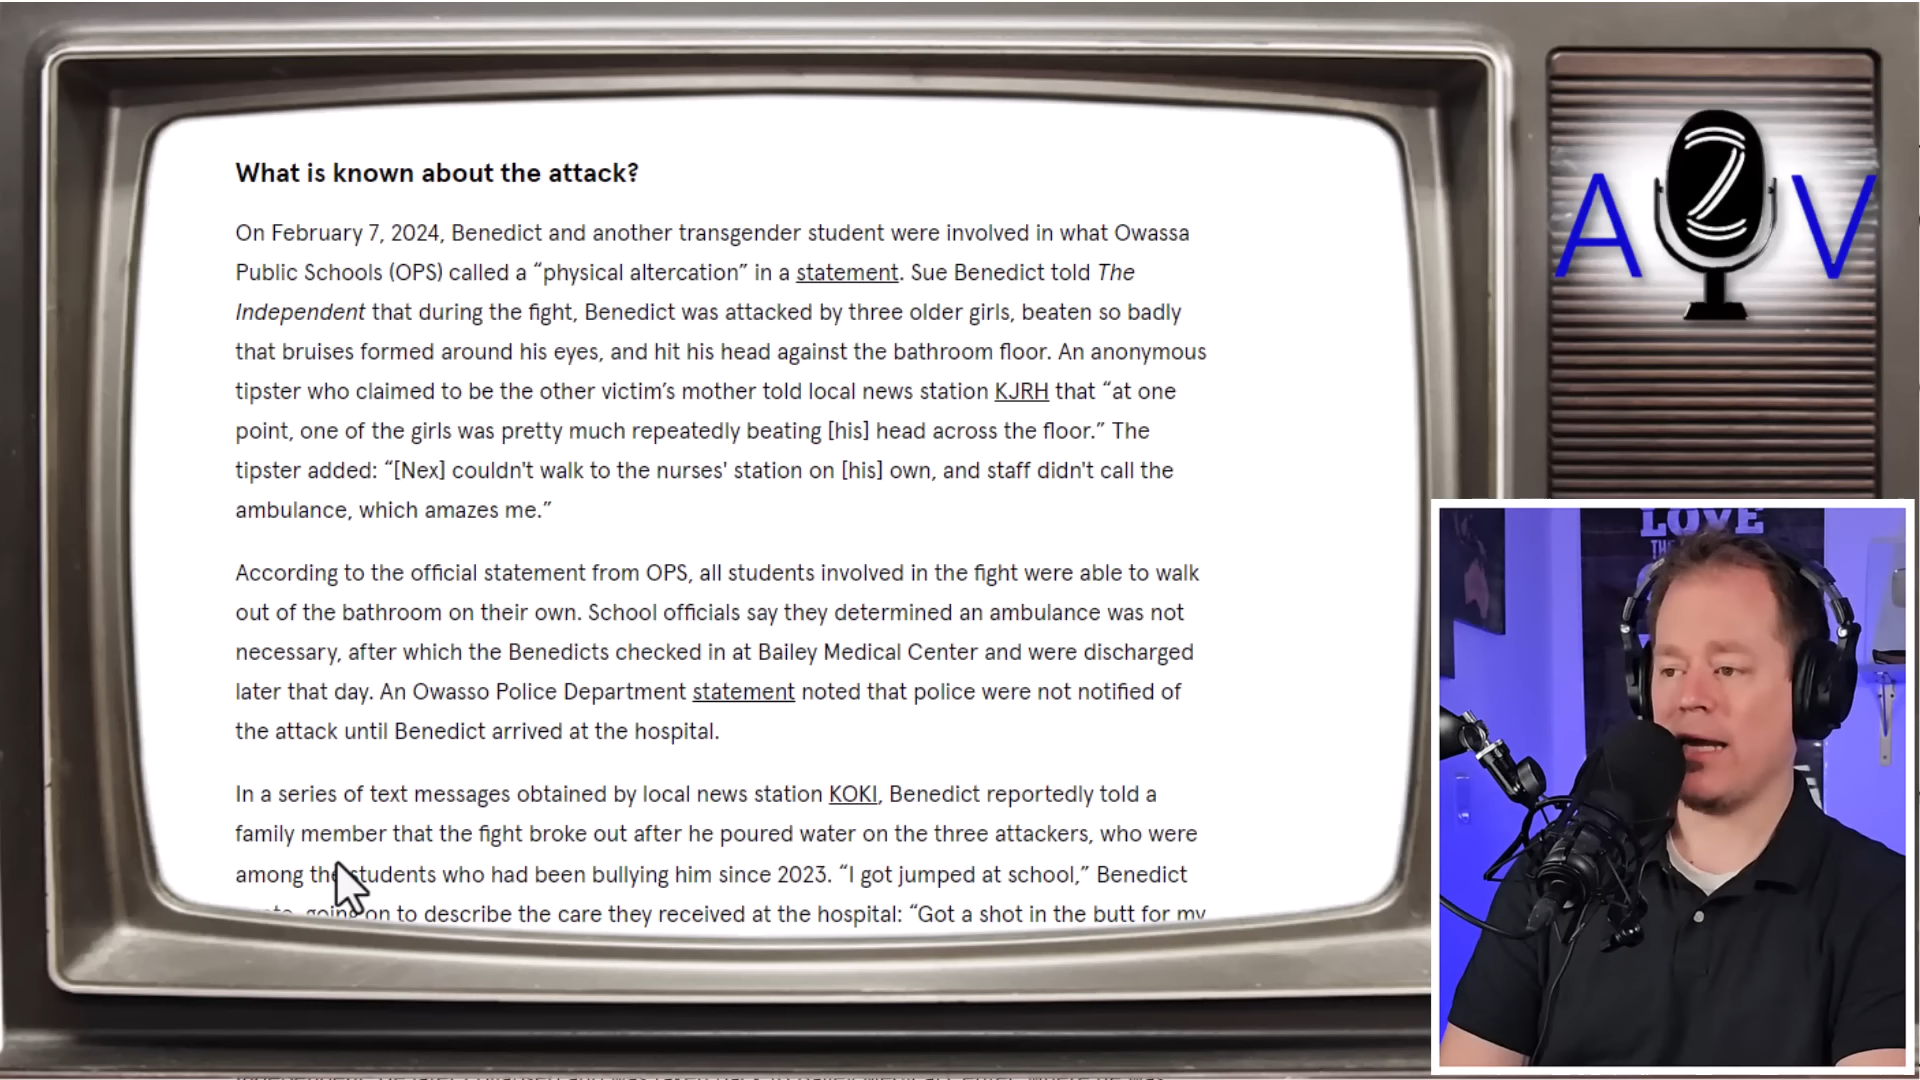 What is known about the attack?
On February 7, 2024, Benedict and another transgender student were involved in what Owassa
Public Schools (OPS) called a “physical altercation” in a statement. Sue Benedict told The
Independent that during the fight, Benedict was attacked by three older girls, beaten so badly
that bruises formed around his eyes, and hit his head against the bathroom floor. An anonymous
tipster who claimed to be the other victim’s mother told local news station KJRH that “at one
point, one of the girls was pretty much repeatedly beating [his] head across the floor.” The
tipster added: “[Nex] couldn't walk to the nurses' station on [his] own, and staff didn't call the
ambulance, which amazes me.”
According to the official statement from OPS, all students involved in the fight were able to walk
out of the bathroom on their own. School officials say they determined an ambulance was not
necessary, after which the Benedicts checked in at Bailey Medical Center and were discharged
later that day. An Owasso Police Department statement noted that police were not notified of
the attack until Benedict arrived at the hospital.
In a series of text messages obtained by local news station KOKI, Benedict reportedly told a
family member that the fight broke out after he poured water on the three attackers, who were
among the students who had been bullying him since 2023. “I got jumped at school,” Benedict
going on to describe the care they received at the hospital: “Got a shot in the butt for my
A Z V
LOVE